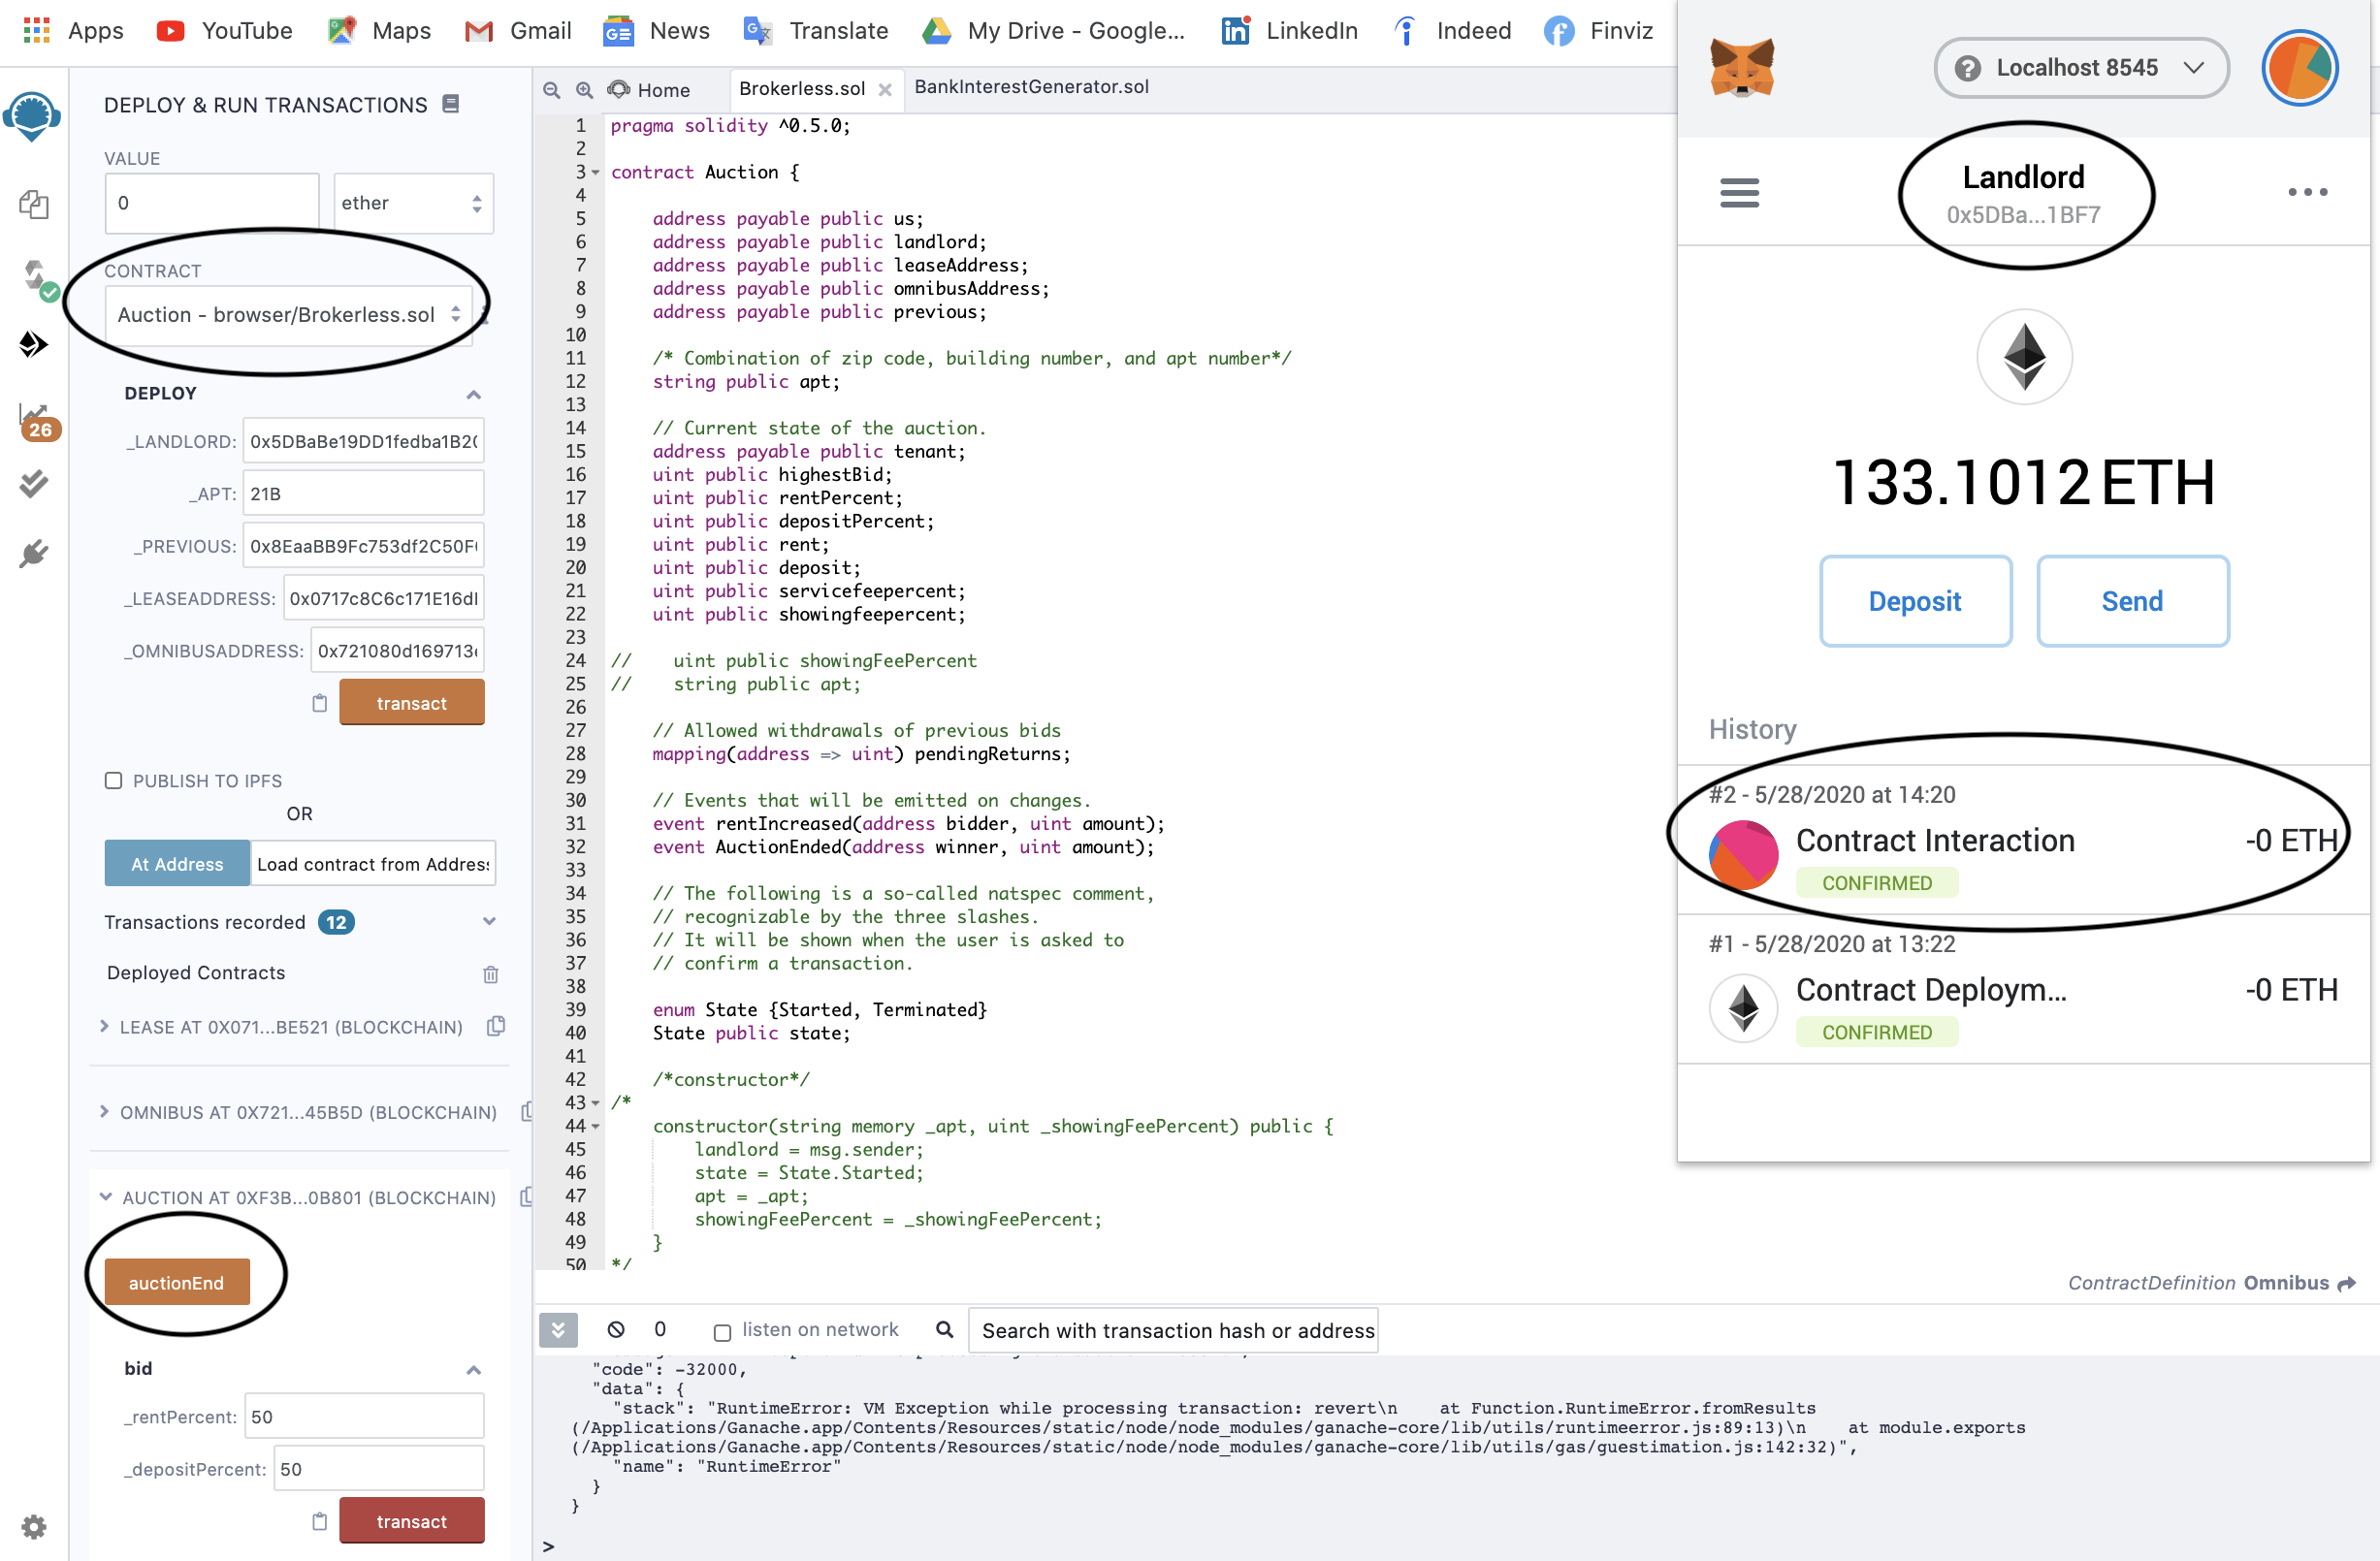 Apps YouTube Maps Gmail News Translate My Drive - Google... LinkedIn Indeed Finviz
DEPLOY & RUN TRANSACTIONS
VALUE
0 ether
CONTRACT
Auction - browser/Brokerless.sol
DEPLOY
_LANDLORD: 0x5DBaBe19DD1fedba1B2
_APT: 21B
_PREVIOUS: 0x8EaaBB9Fc753df2C50F
_LEASEADDRESS: 0x0717c8C6c171E16d
_OMNIBUSADDRESS: 0x721080d169713
transact
PUBLISH TO IPFS
OR
At Address Load contract from Address
Transactions recorded 12
Deployed Contracts
LEASE AT 0X071...BE521 (BLOCKCHAIN)
OMNIBUS AT 0X721...45B5D (BLOCKCHAIN)
AUCTION AT 0XF3B...0B801 (BLOCKCHAIN)
auctionEnd
bid
_rentPercent: 50
_depositPercent: 50
transact
26
Home Brokerless.sol BankInterestGenerator.sol
1 pragma solidity ^0.5.0;
2
3 contract Auction {
4
5 address payable public us;
6 address payable public landlord;
7 address payable public leaseAddress;
8 address payable public omnibusAddress;
9 address payable public previous;
10
11 /* Combination of zip code, building number, and apt number*/
12 string public apt;
13
14 // Current state of the auction.
15 address payable public tenant;
16 uint public highestBid;
17 uint public rentPercent;
18 uint public depositPercent;
19 uint public rent;
20 uint public deposit;
21 uint public servicefeepercent;
22 uint public showingfeepercent;
23
24 // uint public showingFeePercent
25 // string public apt;
26
27 // Allowed withdrawals of previous bids
28 mapping(address => uint) pendingReturns;
29
30 // Events that will be emitted on changes.
31 event rentIncreased(address bidder, uint amount);
32 event AuctionEnded(address winner, uint amount);
33
34 // The following is a so-called natspec comment,
35 // recognizable by the three slashes.
36 // It will be shown when the user is asked to
37 // confirm a transaction.
38
39 enum State {Started, Terminated}
40 State public state;
41
42 /*constructor*/
43 /*
44 constructor(string memory _apt, uint _showingFeePercent) public {
45 landlord = msg.sender;
46 state = State.Started;
47 apt = _apt;
48 showingFeePercent = _showingFeePercent;
49 }
50 */
ContractDefinition Omnibus
0 listen on network Search with transaction hash or address
"code": -32000,
"data": {
"stack": "RuntimeError: VM Exception while processing transaction: revert\n at Function.RuntimeError.fromResults
(/Applications/Ganache.app/Contents/Resources/static/node/node_modules/ganache-core/lib/utils/runtimeerror.js:89:13)\n at module.exports
(/Applications/Ganache.app/Contents/Resources/static/node/node_modules/ganache-core/lib/utils/gas/guestimation.js:142:32)",
"name": "RuntimeError"
}
}
>
Localhost 8545
Landlord
0x5DBa...1BF7
133.1012 ETH
Deposit Send
History
#2 - 5/28/2020 at 14:20
Contract Interaction -0 ETH
CONFIRMED
#1 - 5/28/2020 at 13:22
Contract Deploym... -0 ETH
CONFIRMED